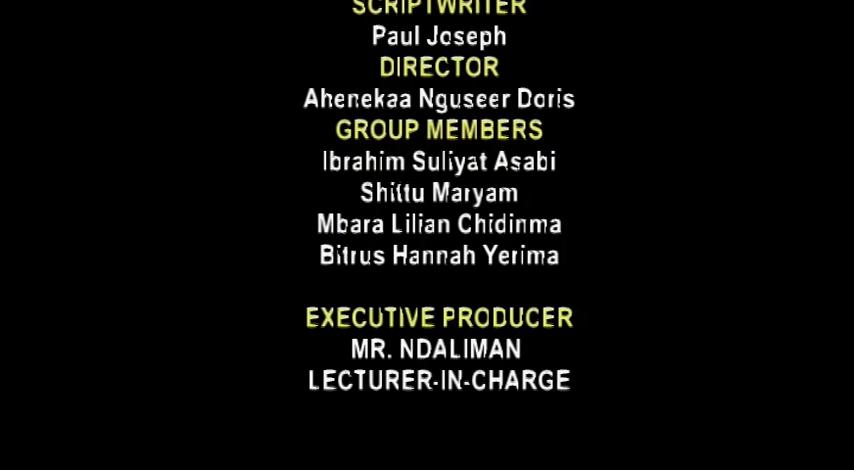 SCRIPTWRITER
Paul Joseph
DIRECTOR
Ahenekaa Nguseer Doris
GROUP MEMBERS
Ibrahim Suliyat Asabi
Shittu Maryam
Mbara Lilian Chidinma
Bitrus Hannah Yerima
EXECUTIVE PRODUCER
MR. NDALIMAN
LECTURER-IN-CHARGE